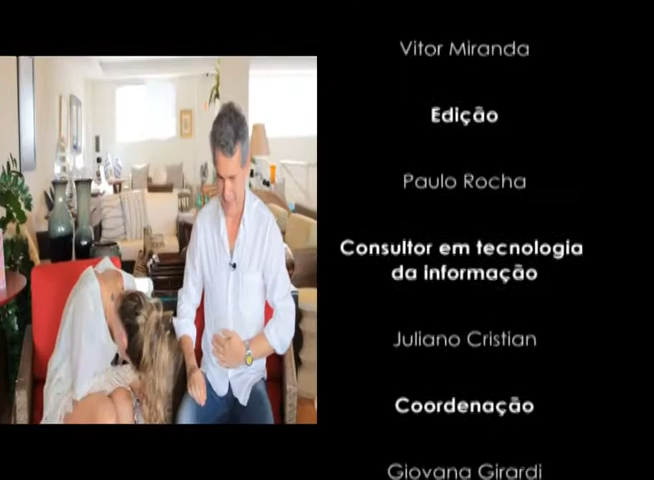 Vitor Miranda
Edição
Paulo Rocha
Consultor em tecnologia
da informação
Juliano Cristian
Coordenação
Giovana Girardi